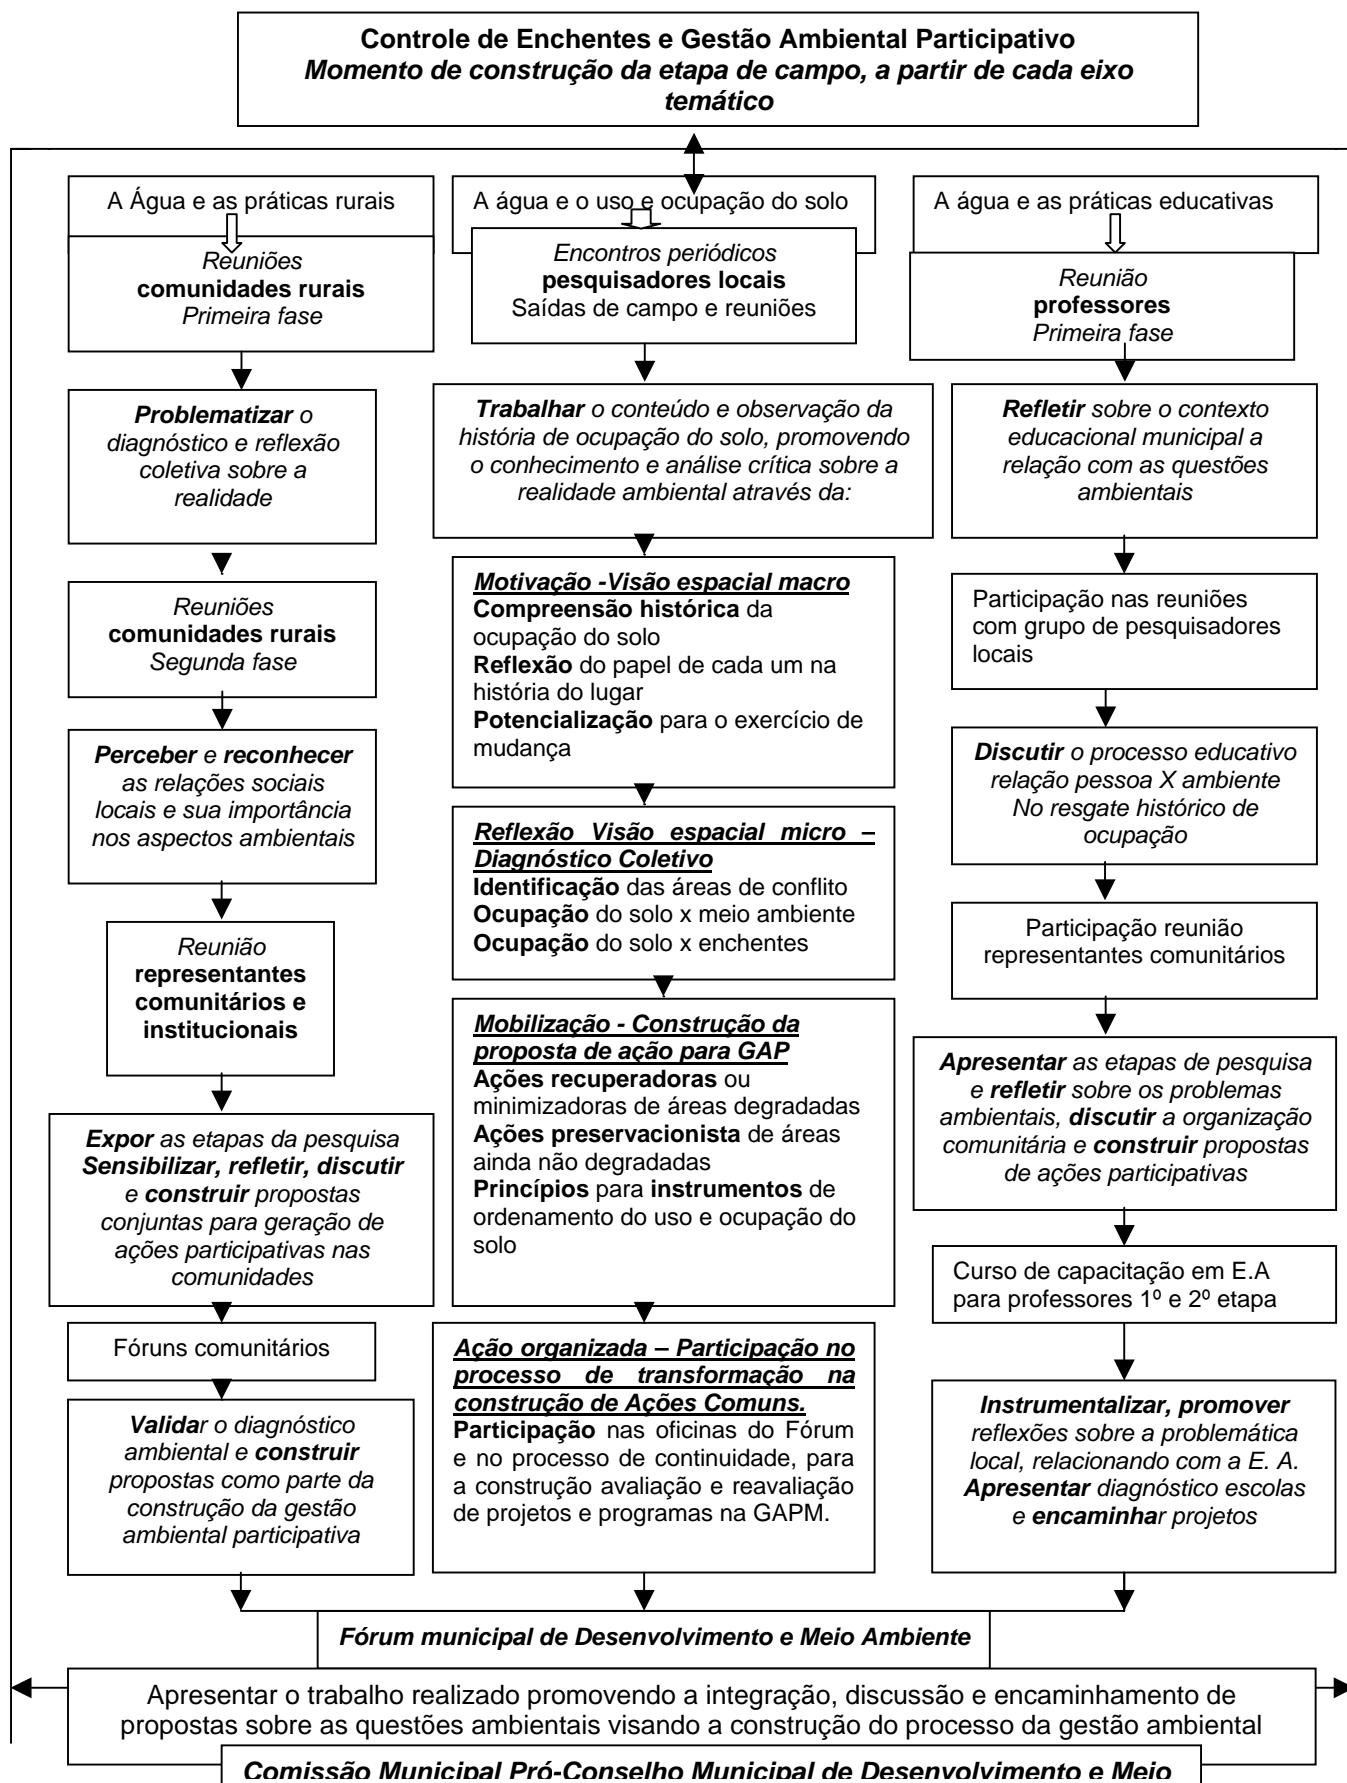 Controle de Enchentes e Gestão Ambiental Participativo
Momento de construção da etapa de campo, a partir de cada eixo
temático
A Água e as práticas rurais
Reuniões
comunidades rurais
Primeira fase
Problematizar o
diagnóstico e reflexão
coletiva sobre a
realidade
Reuniões
comunidades rurais
Segunda fase
Perceber e reconhecer
as relações sociais
locais e sua importância
nos aspectos ambientais
Reunião
representantes
comunitários e
institucionais
Expor as etapas da pesquisa
Sensibilizar, refletir, discutir
e construir propostas
conjuntas para geração de
ações participativas nas
comunidades
Fóruns comunitários
Validar o diagnóstico
ambiental e construir
propostas como parte da
construção da gestão
ambiental participativa
A água e o uso e ocupação do solo
Encontros periódicos
pesquisadores locais
Saídas de campo e reuniões
Trabalhar o conteúdo e observação da
história de ocupação do solo, promovendo
o conhecimento e análise crítica sobre a
realidade ambiental através da:
Motivação -Visão espacial macro
Compreensão histórica da
ocupação do solo
Reflexão do papel de cada um na
história do lugar
Potencialização para o exercício de
mudança
Reflexão Visão espacial micro –
Diagnóstico Coletivo
Identificação das áreas de conflito
Ocupação do solo x meio ambiente
Ocupação do solo x enchentes
Mobilização - Construção da
proposta de ação para GAP
Ações recuperadoras ou
minimizadoras de áreas degradadas
Ações preservacionista de áreas
ainda não degradadas
Princípios para instrumentos de
ordenamento do uso e ocupação do
solo
Ação organizada – Participação no
processo de transformação na
construção de Ações Comuns.
Participação nas oficinas do Fórum
e no processo de continuidade, para
a construção avaliação e reavaliação
de projetos e programas na GAPM.
A água e as práticas educativas
Reunião
professores
Primeira fase
Refletir sobre o contexto
educacional municipal a
relação com as questões
ambientais
Participação nas reuniões
com grupo de pesquisadores
locais
Discutir o processo educativo
relação pessoa X ambiente
No resgate histórico de
ocupação
Participação reunião
representantes comunitários
Apresentar as etapas de pesquisa
e refletir sobre os problemas
ambientais, discutir a organização
comunitária e construir propostas
de ações participativas
Curso de capacitação em E.A
para professores 1º e 2º etapa
Instrumentalizar, promover
reflexões sobre a problemática
local, relacionando com a E. A.
Apresentar diagnóstico escolas
e encaminhar projetos
Fórum municipal de Desenvolvimento e Meio Ambiente
Apresentar o trabalho realizado promovendo a integração, discussão e encaminhamento de
propostas sobre as questões ambientais visando a construção do processo da gestão ambiental
Comissão Municipal Pró-Conselho Municipal de Desenvolvimento e Meio